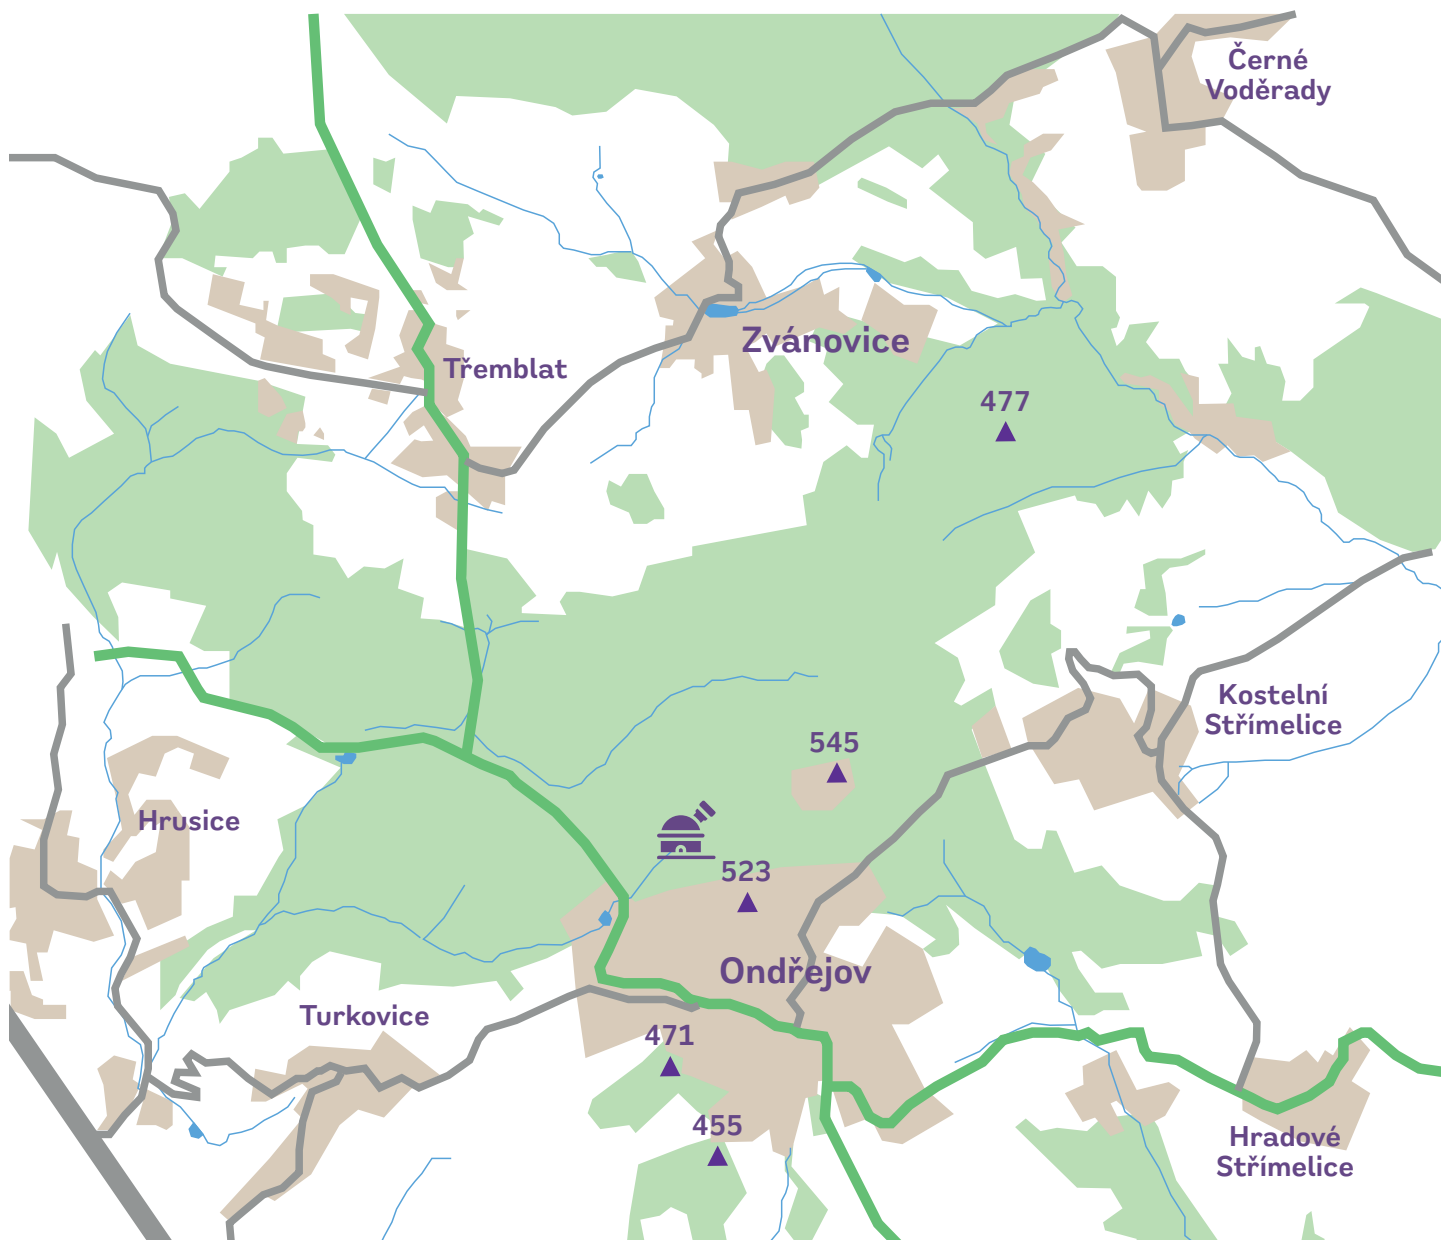 Černé
Voděrady
Zvánovice
Třemblat
477
Kostelní
Střímelice
545
Hrusice
523
Ondřejov
Turkovice
471
455
Hradové
Střímelice